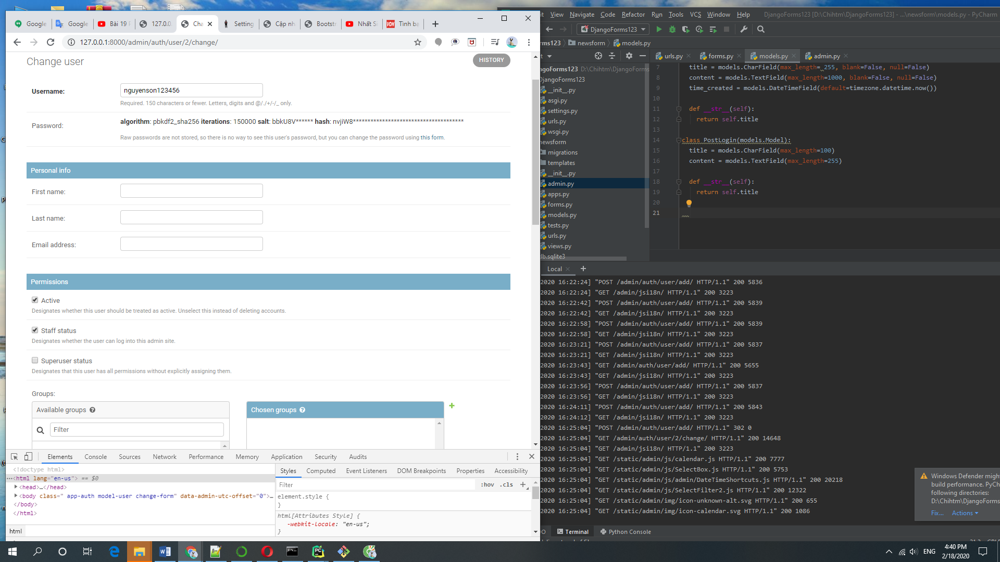 Google
Google
Bài 19
127.0.0.
Cha
Setting
Cập nh
Bootst
Nhất S
VOH
Tình bạ
127.0.0.1:8000/admin/auth/user/2/change/
Change user
HISTORY
Username:
nguyenson123456
Required. 150 characters or fewer. Letters, digits and @/./+/-/_ only.
Password:
algorithm: pbkdf2_sha256 iterations: 150000 salt: bbkU8V****** hash: nvjiW8**************************************
Raw passwords are not stored, so there is no way to see this user's password, but you can change the password using this form.
Personal info
First name:
Last name:
Email address:
Permissions
Active
Designates whether this user should be treated as active. Unselect this instead of deleting accounts.
Staff status
Designates whether the user can log into this admin site.
Superuser status
Designates that this user has all permissions without explicitly assigning them.
Groups:
Available groups
Chosen groups
Filter
Elements Console Sources Network Performance Memory Application Security Audits
<!doctype html>
<html lang="en-us"> == $0
<head>…</head>
<body class=" app-auth model-user change-form" data-admin-utc-offset="0">…
</body>
</html>
html
Styles Computed Event Listeners DOM Breakpoints Properties Accessibility
Filter
:hov .cls
element.style {
}
html[Attributes Style] {
-webkit-locale: "en-us";
}
it View Navigate Code Refactor Run Tools VCS Window Help DjangoForms123 [D:\Chihtm\DjangoForms123] - ...\newsform\models.py - PyCharm
DjangoForms123
rms123 newsform models.py
urls.py forms.py models.py admin.py
ngoForms123 D:\Chihtm\DjangoForms
DjangoForms123
__init__.py
asgi.py
settings.py
urls.py
wsgi.py
newsform
migrations
templates
__init__.py
admin.py
apps.py
forms.py
models.py
tests.py
urls.py
views.py
db.sqlite3
7 title = models.CharField(max_length= 255, blank=False, null=False)
8 content = models.TextField(max_length=1000, blank=False, null=False)
9 time_created = models.DateTimeField(default=timezone.datetime.now())
10
11 def __str__(self):
12 return self.title
13
14 class PostLogin(models.Model):
15 title = models.CharField(max_length=100)
16 content = models.TextField(max_length=255)
17
18 def __str__(self):
19 return self.title
20
21
Local
2020 16:22:24] "POST /admin/auth/user/add/ HTTP/1.1" 200 5836
2020 16:22:24] "GET /admin/jsi18n/ HTTP/1.1" 200 3223
2020 16:22:42] "POST /admin/auth/user/add/ HTTP/1.1" 200 5839
2020 16:22:42] "GET /admin/jsi18n/ HTTP/1.1" 200 3223
2020 16:22:58] "POST /admin/auth/user/add/ HTTP/1.1" 200 5839
2020 16:22:58] "GET /admin/jsi18n/ HTTP/1.1" 200 3223
2020 16:23:21] "POST /admin/auth/user/add/ HTTP/1.1" 200 5837
2020 16:23:21] "GET /admin/jsi18n/ HTTP/1.1" 200 3223
2020 16:23:43] "GET /admin/auth/user/add/ HTTP/1.1" 200 5655
2020 16:23:43] "GET /admin/jsi18n/ HTTP/1.1" 200 3223
2020 16:23:56] "POST /admin/auth/user/add/ HTTP/1.1" 200 5837
2020 16:23:56] "GET /admin/jsi18n/ HTTP/1.1" 200 3223
2020 16:24:11] "POST /admin/auth/user/add/ HTTP/1.1" 200 5843
2020 16:24:12] "GET /admin/jsi18n/ HTTP/1.1" 200 3223
2020 16:25:04] "POST /admin/auth/user/add/ HTTP/1.1" 302 0
2020 16:25:04] "GET /admin/auth/user/2/change/ HTTP/1.1" 200 14648
2020 16:25:04] "GET /admin/jsi18n/ HTTP/1.1" 200 3223
2020 16:25:04] "GET /static/admin/js/calendar.js HTTP/1.1" 200 7777
2020 16:25:04] "GET /static/admin/js/SelectBox.js HTTP/1.1" 200 5753
2020 16:25:04] "GET /static/admin/js/admin/DateTimeShortcuts.js HTTP/1.1" 200 20218
2020 16:25:04] "GET /static/admin/js/SelectFilter2.js HTTP/1.1" 200 12322
2020 16:25:04] "GET /static/admin/img/icon-unknown-alt.svg HTTP/1.1" 200 655
2020 16:25:04] "GET /static/admin/img/icon-calendar.svg HTTP/1.1" 200 1086
Windows Defender might
build performance. PyCh
following directories:
D:\Chihtm\DjangoForms
Fix... Actions
Terminal Python Console
ENG
4:40 PM
2/18/2020